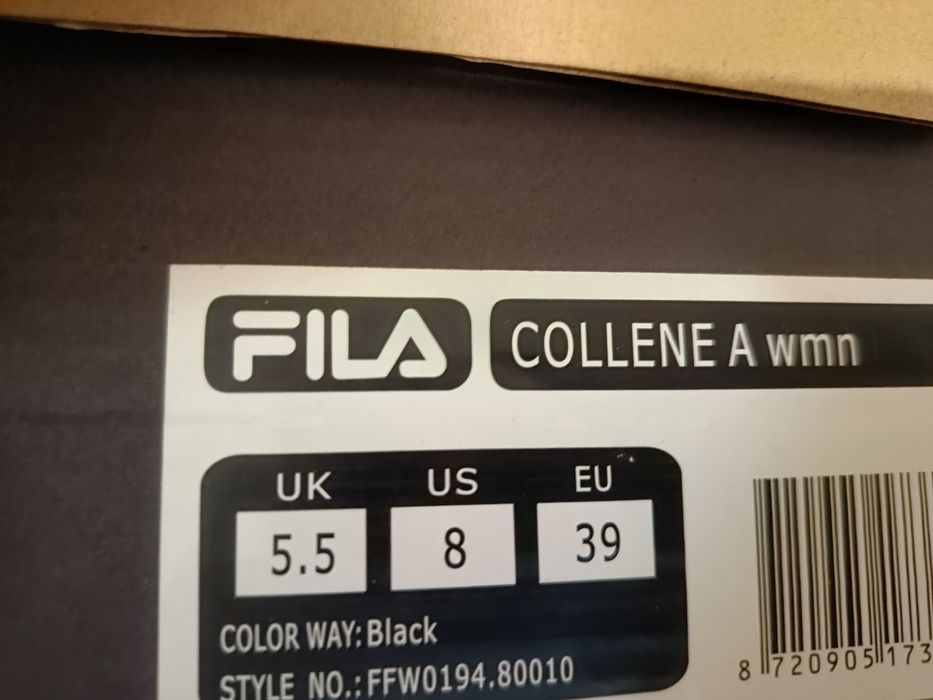 FILA COLLENE A wmn
UK US EU
5.5 8 39
COLOR WAY: Black
STYLE NO.: FFW0194.80010
8 720905 173